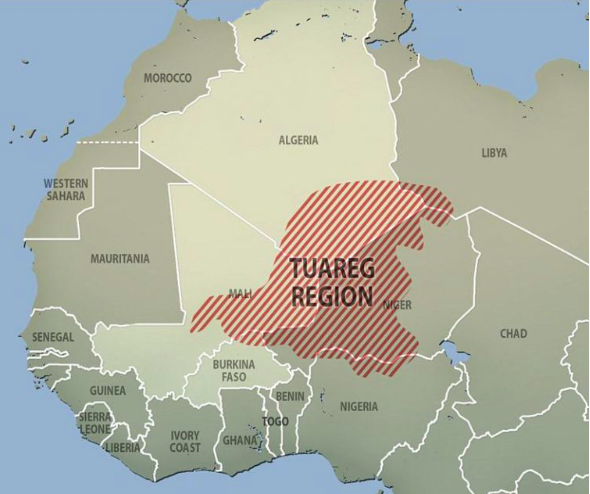 MOROCCO
ALGERIA
LIBYA
WESTERN
SAHARA
MAURITANIA
TUAREG
REGION
MALI
NIGER
CHAD
SENEGAL
BURKINA
FASO
GUINEA
BENIN
NIGERIA
SIERRA
LEONE
TOGO
LIBERIA
IVORY
COAST
GHANA